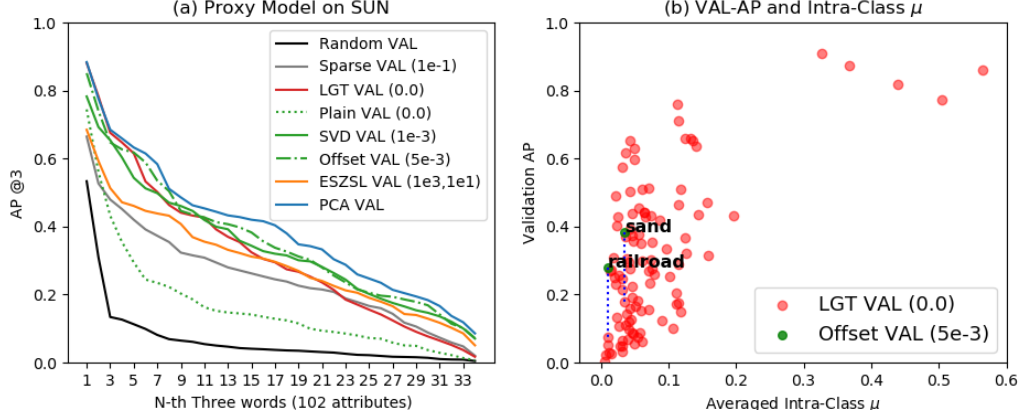 (a) Proxy Model on SUN
1.0
0.8
0.6
0.4
0.2
0.0
AP @3
Random VAL
Sparse VAL (1e-1)
LGT VAL (0.0)
Plain VAL (0.0)
SVD VAL (1e-3)
Offset VAL (5e-3)
ESZSL VAL (1e3,1e1)
PCA VAL
1 3 5 7 9 11 13 15 17 19 21 23 25 27 29 31 33
N-th Three words (102 attributes)
(b) VAL-AP and Intra-Class μ
1.0
0.8
0.6
0.4
0.2
0.0
Validation AP
sand
railroad
LGT VAL (0.0)
Offset VAL (5e-3)
0.0 0.1 0.2 0.3 0.4 0.5 0.6
Averaged Intra-Class μ